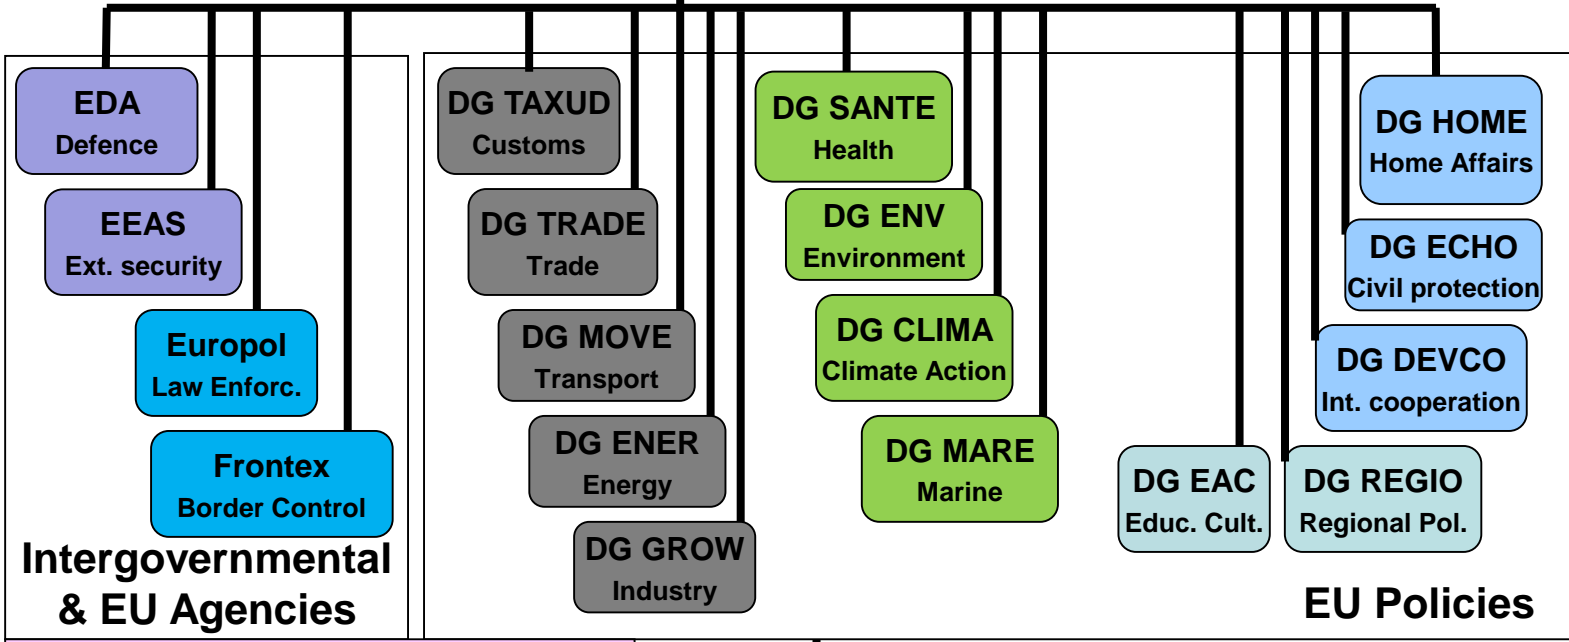 EDA
Defence
EEAS
Ext. security
Europol
Law Enforc.
Frontex
Border Control
Intergovernmental
& EU Agencies
DG TAXUD
Customs
DG TRADE
Trade
DG MOVE
Transport
DG ENER
Energy
DG GROW
Industry
DG SANTE
Health
DG ENV
Environment
DG CLIMA
Climate Action
DG MARE
Marine
DG EAC
Educ. Cult.
DG REGIO
Regional Pol.
DG HOME
Home Affairs
DG ECHO
Civil protection
DG DEVCO
Int. cooperation
EU Policies